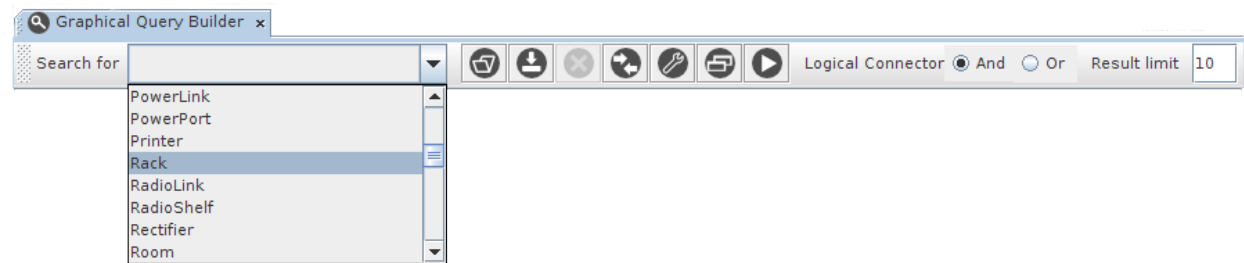 Graphical Query Builder x
Search for Logical Connector And Or Result limit 10
PowerLink
PowerPort
Printer
Rack
RadioLink
RadioShelf
Rectifier
Room